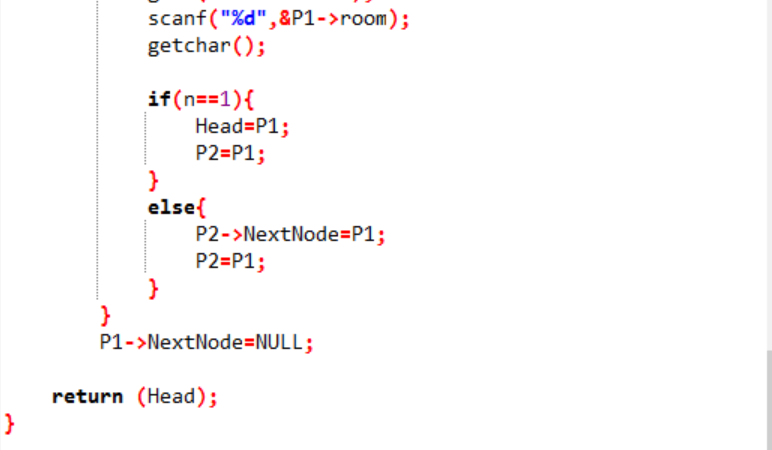 scanf("%d",&P1->room);
getchar();
if(n==1){
Head=P1;
P2=P1;
}
else{
P2->NextNode=P1;
P2=P1;
}
}
P1->NextNode=NULL;
return (Head);
}